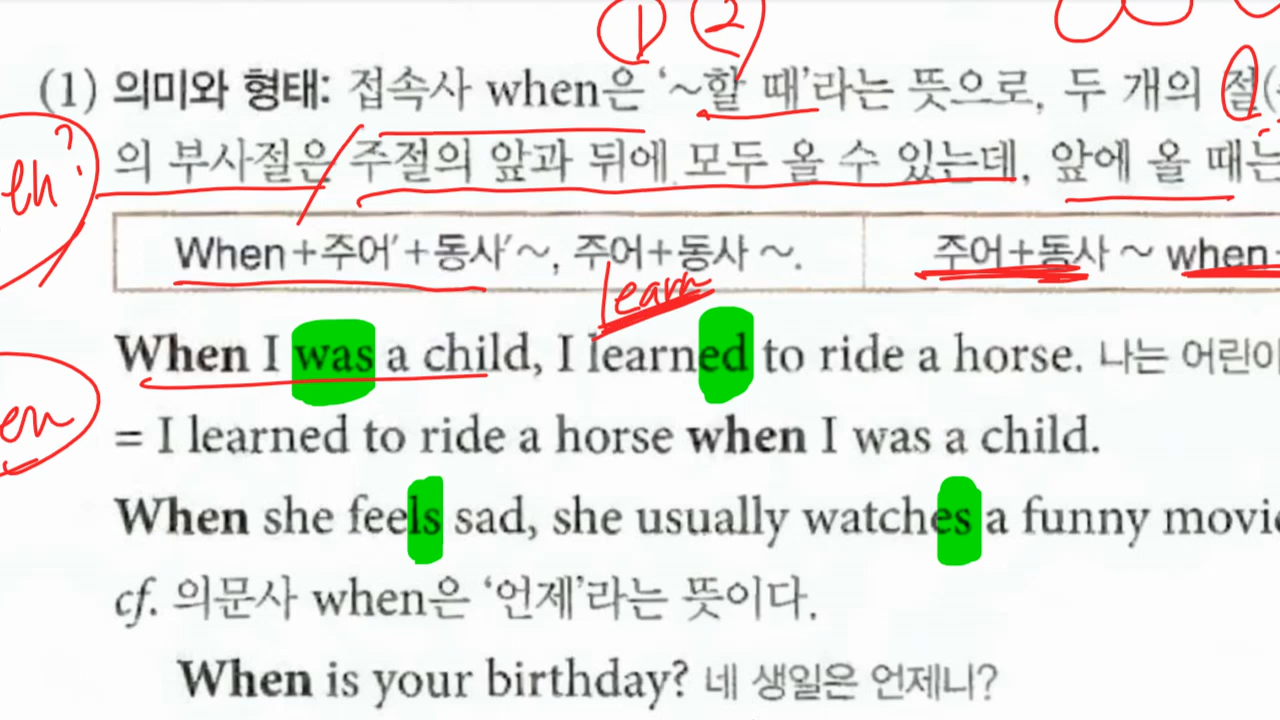 ① ②
(1) 의미와 형태: 접속사 when은 ‘~할 때’라는 뜻으로, 두 개의 절(
의 부사절은 주절의 앞과 뒤에 모두 올 수 있는데, 앞에 올 때는
When+주어′+동사′~, 주어+동사 ~. 주어+동사 ~ when
learn
When I was a child, I learned to ride a horse. 나는 어린이
= I learned to ride a horse when I was a child.
When she feels sad, she usually watches a funny movie
cf. 의문사 when은 ‘언제’라는 뜻이다.
When is your birthday? 네 생일은 언제니?